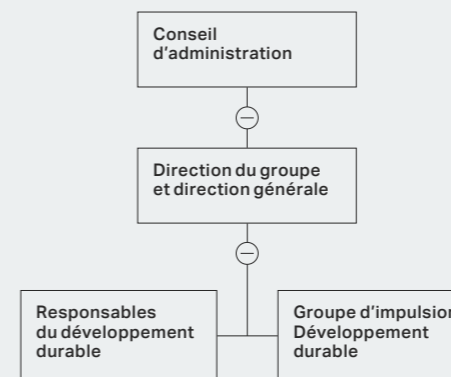 Conseil
d'administration
Direction du groupe
et direction générale
Responsables
du développement
durable
Groupe d'impulsion
Développement
durable